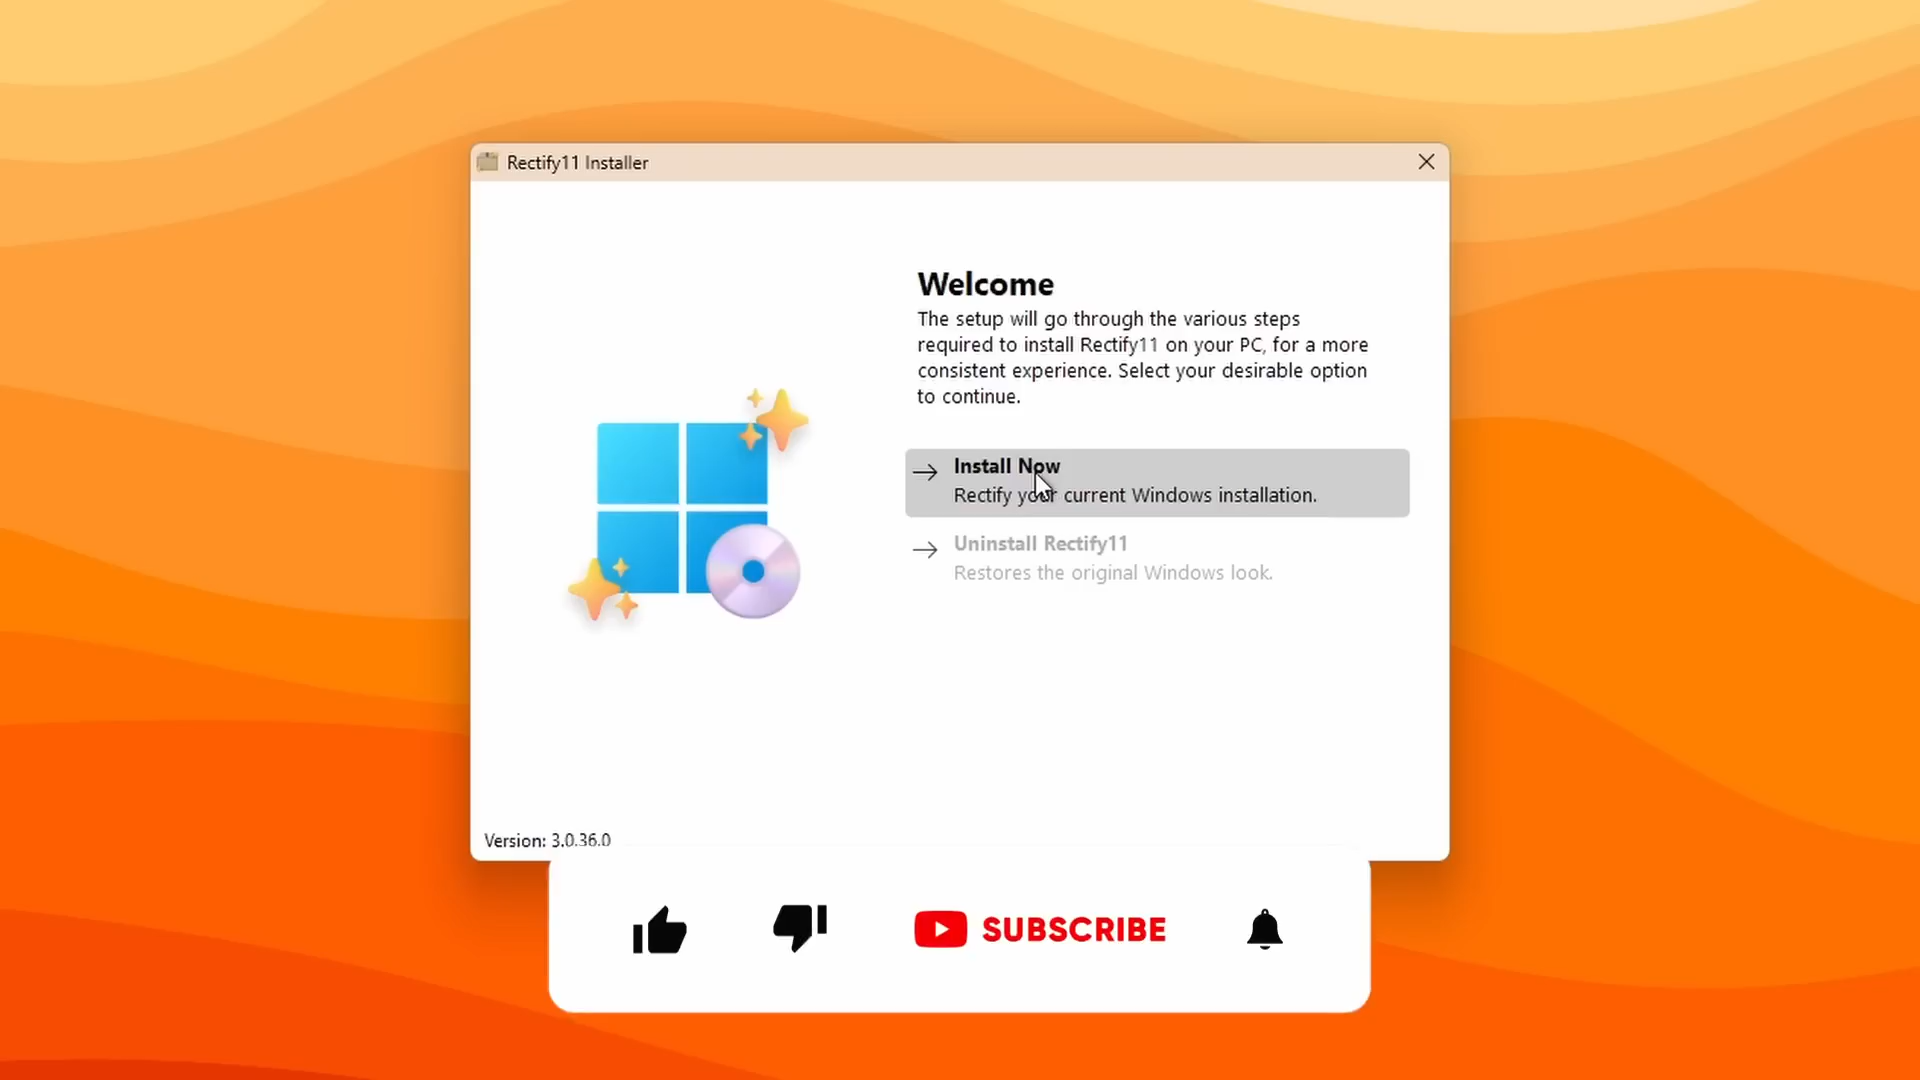 Rectify11 Installer
Welcome
The setup will go through the various steps
required to install Rectify11 on your PC, for a more
consistent experience. Select your desirable option
to continue.
Install Now
Rectify your current Windows installation.
Uninstall Rectify11
Restores the original Windows look.
Version: 3.0.36.0
SUBSCRIBE